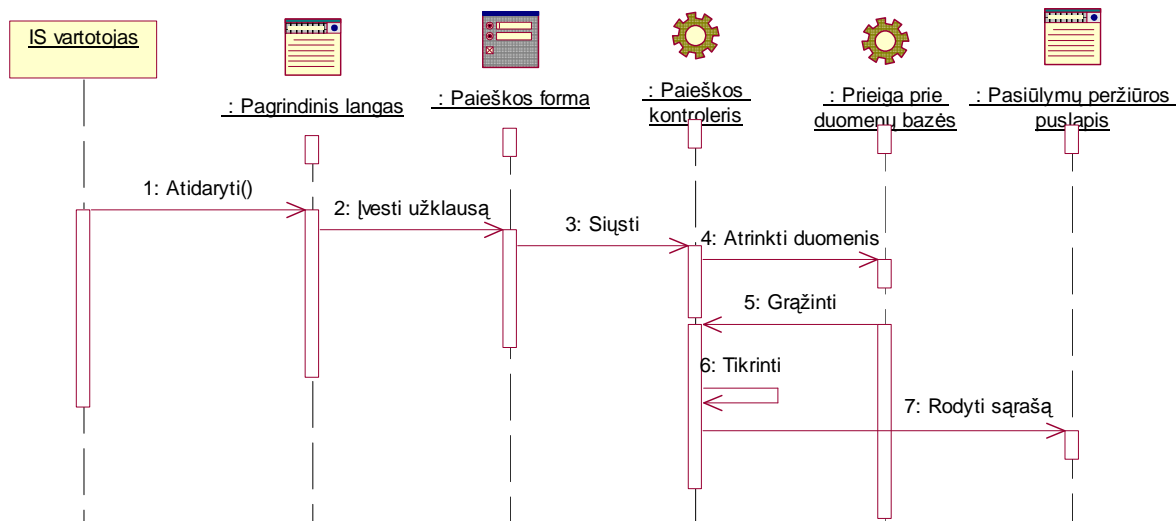 IS vartotojas
: Pagrindinis langas
: Paieškos forma
: Paieškos
kontroleris
: Prieiga prie
duomenų bazės
: Pasiūlymų peržiūros
puslapis
1: Atidaryti()
2: Įvesti užklausą
3: Siųsti
4: Atrinkti duomenis
5: Grąžinti
6: Tikrinti
7: Rodyti sąrašą